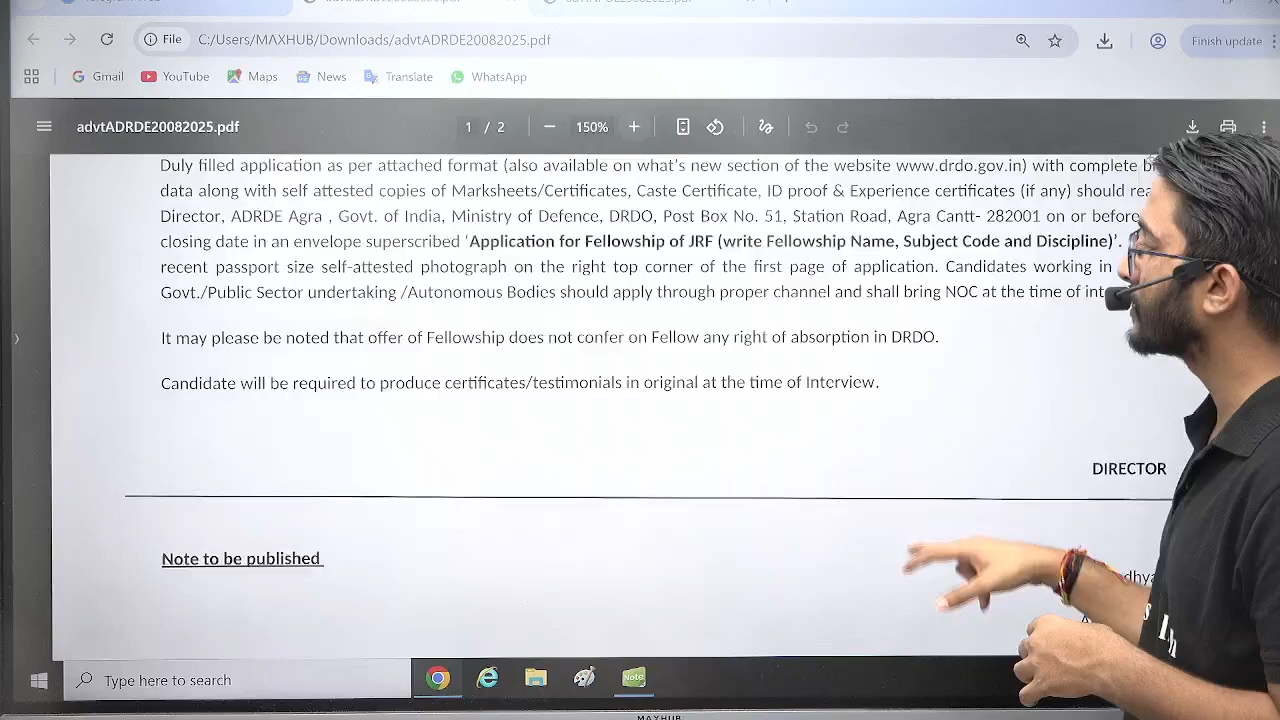 File
C:/Users/MAXHUB/Downloads/advtADRDE20082025.pdf
Finish update
Gmail
YouTube
Maps
News
Translate
WhatsApp
advtADRDE20082025.pdf
1 / 2
150%
Duly filled application as per attached format (also available on what's new section of the website www.drdo.gov.in) with complete
data along with self attested copies of Marksheets/Certificates, Caste Certificate, ID proof & Experience certificates (if any) should
Director, ADRDE Agra , Govt. of India, Ministry of Defence, DRDO, Post Box No. 51, Station Road, Agra Cantt- 282001 on or before
closing date in an envelope superscribed 'Application for Fellowship of JRF (write Fellowship Name, Subject Code and Discipline)'.
recent passport size self-attested photograph on the right top corner of the first page of application. Candidates working in
Govt./Public Sector undertaking /Autonomous Bodies should apply through proper channel and shall bring NOC at the time of
It may please be noted that offer of Fellowship does not confer on Fellow any right of absorption in DRDO.
Candidate will be required to produce certificates/testimonials in original at the time of Interview.
DIRECTOR
Note to be published
Type here to search
Note
MAXHUB